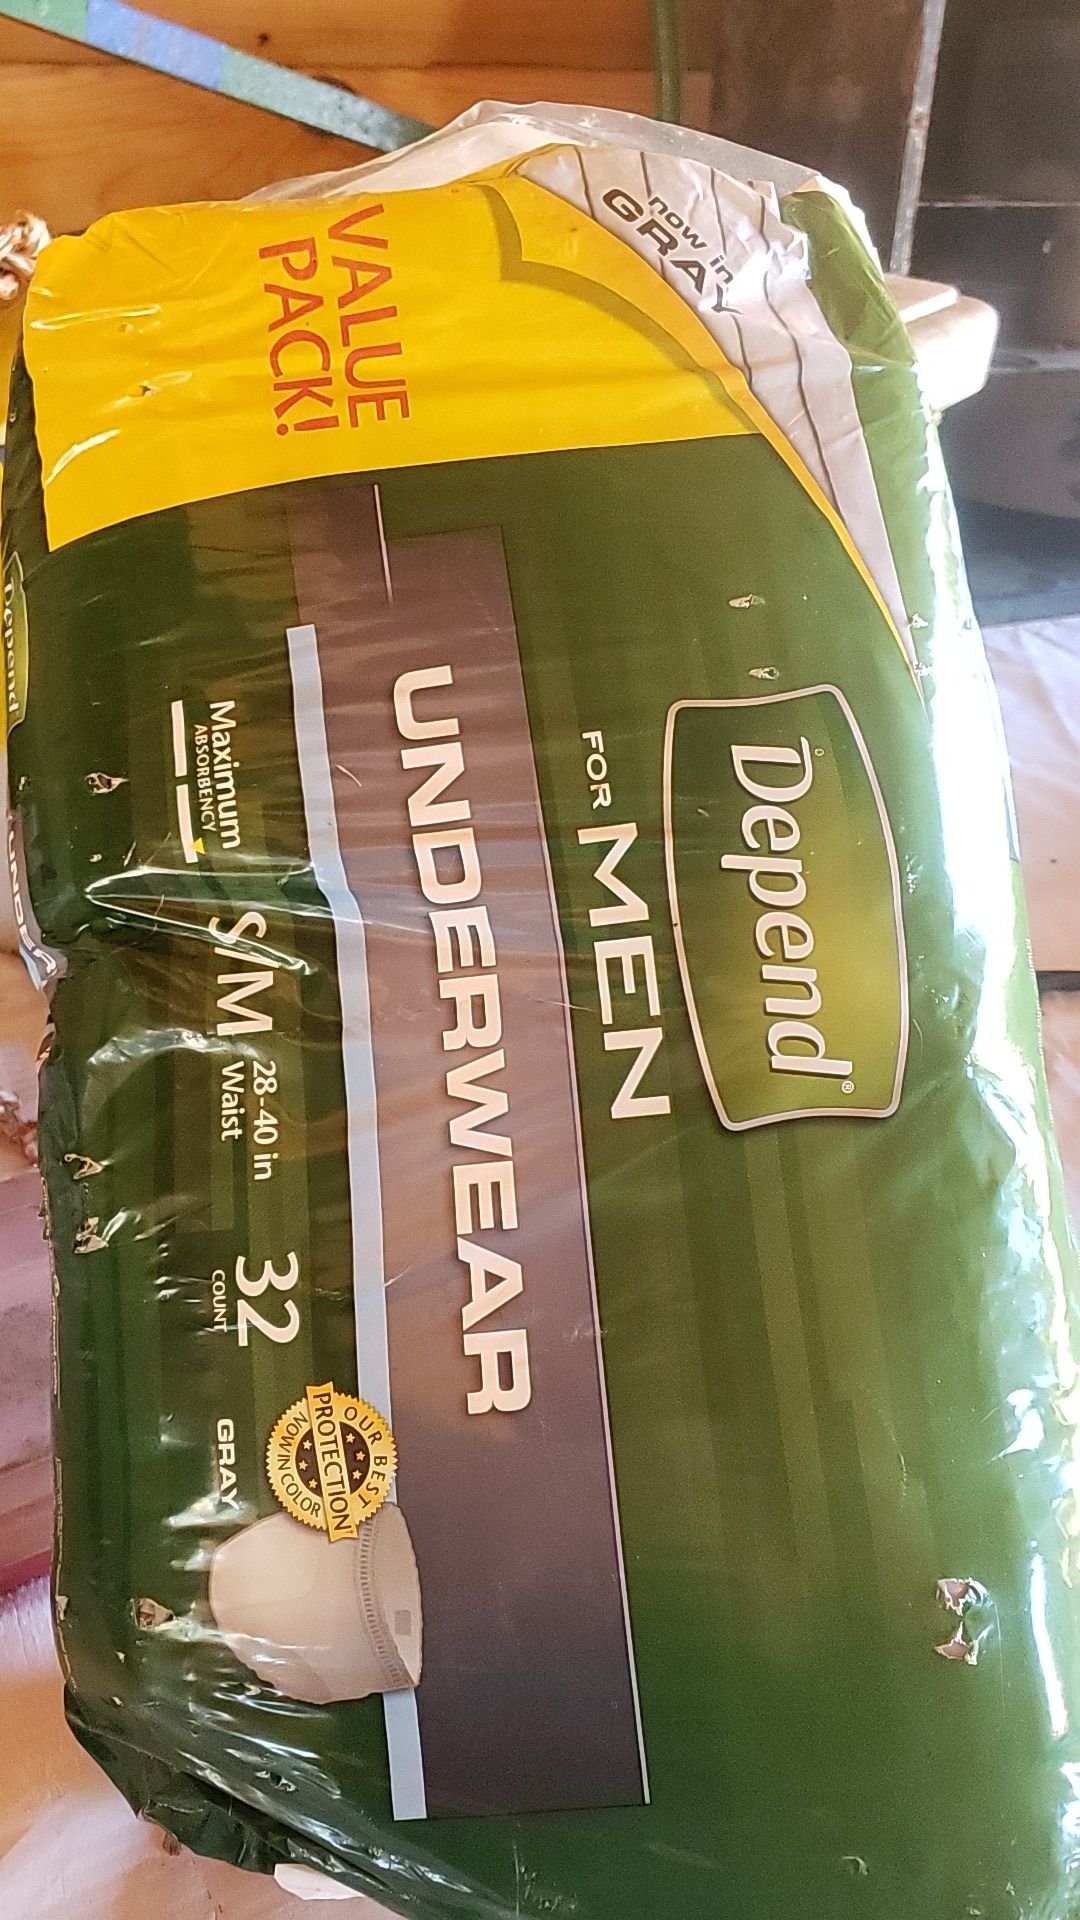 now in
GRAY
VALUE
PACK!
Depend®
FOR MEN
UNDERWEAR
Maximum
ABSORBENCY
S/M
28-40 in
Waist
32
COUNT
GRAY
OUR BEST
PROTECTION
NOW IN COLOR
Depend